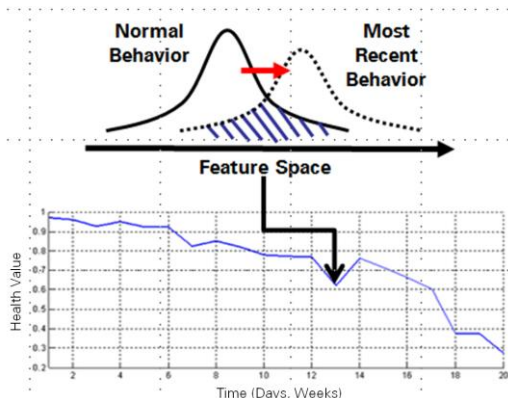 Normal
Behavior
Most
Recent
Behavior
Feature Space
1
0.9
0.8
0.7
0.6
0.5
0.4
0.3
0.2
Health Value
2 4 6 8 10 12 14 16 18 20
Time (Days, Weeks)